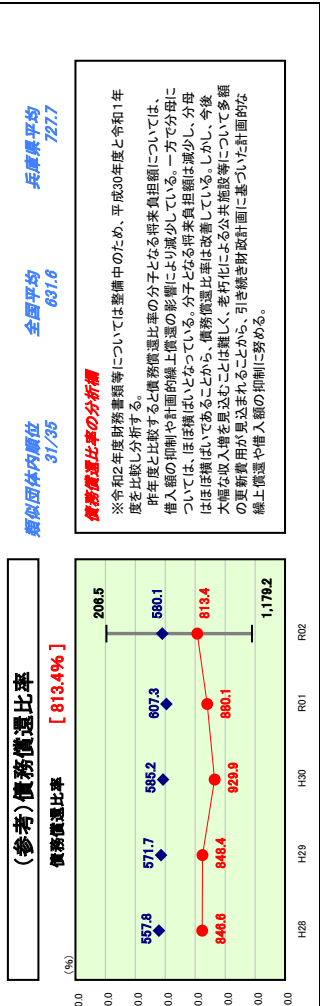 (参考)債務償還比率
債務償還比率 [ 813.4% ]
(%)
0.0
0.0
0.0
0.0
0.0
0.0
0.0
0.0
557.8
571.7
585.2
607.3
580.1
846.6
848.4
929.9
880.1
813.4
206.5
1,179.2
H28
H29
H30
R01
R02
類似団体内順位
31/35
全国平均
631.6
兵庫県平均
727.7
債務償還比率の分析欄
※令和2年度財務書類等については整備中のため、平成30年度と令和1年
度を比較し分析する。
昨年度と比較すると債務償還比率の分子となる将来負担額については、
借入額の抑制や計画的繰上償還の影響により減少している。一方で分母に
ついては、ほぼ横ばいとなっている。分子となる将来負担額は減少し、分母
はほぼ横ばいであることから、債務償還比率は改善している。しかし、今後
大幅な収入増を見込むことは難しく、老朽化による公共施設等について多額
の更新費用が見込まれることから、引き続き財政計画に基づいた計画的な
繰上償還や借入額の抑制に努める。